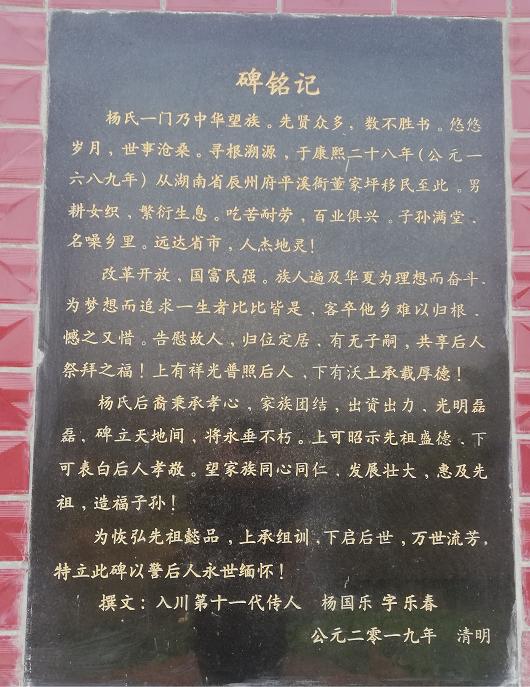 碑铭记
杨氏一门乃中华望族。先贤众多，数不胜书。悠悠
岁月，世事沧桑。寻根溯源，于康熙二十八年(公元一
六八九年）从湖南省辰州府平溪衙董家坪移民至此。男
耕女织，繁衍生息。吃苦耐劳，百业俱兴。子孙满堂、
名噪乡里。远达省市，人杰地灵！
改革开放，国富民强。族人遍及华夏为理想而奋斗、
为梦想而追求一生者比比皆是，客卒他乡难以归根、
憾之又惜。告慰故人，归位定居、有无子嗣，共享后人
祭拜之福！上有祥光普照后人、下有沃土承载厚德！
杨氏后裔秉承孝心，家族团结，出資出力、光明磊
磊，碑立天地间，将永垂不朽。上可昭示先祖盛德、下
可表白后人孝敬。望家族同心同仁、发展壮大，惠及先
祖，造福子孙！
为恢弘先祖懿品，上承组训，下启后世，万世流芳，
特立此碑以警后人永世缅怀！
撰文：入川第十一代传人 杨国乐 字乐春
公元二零一九年 清明